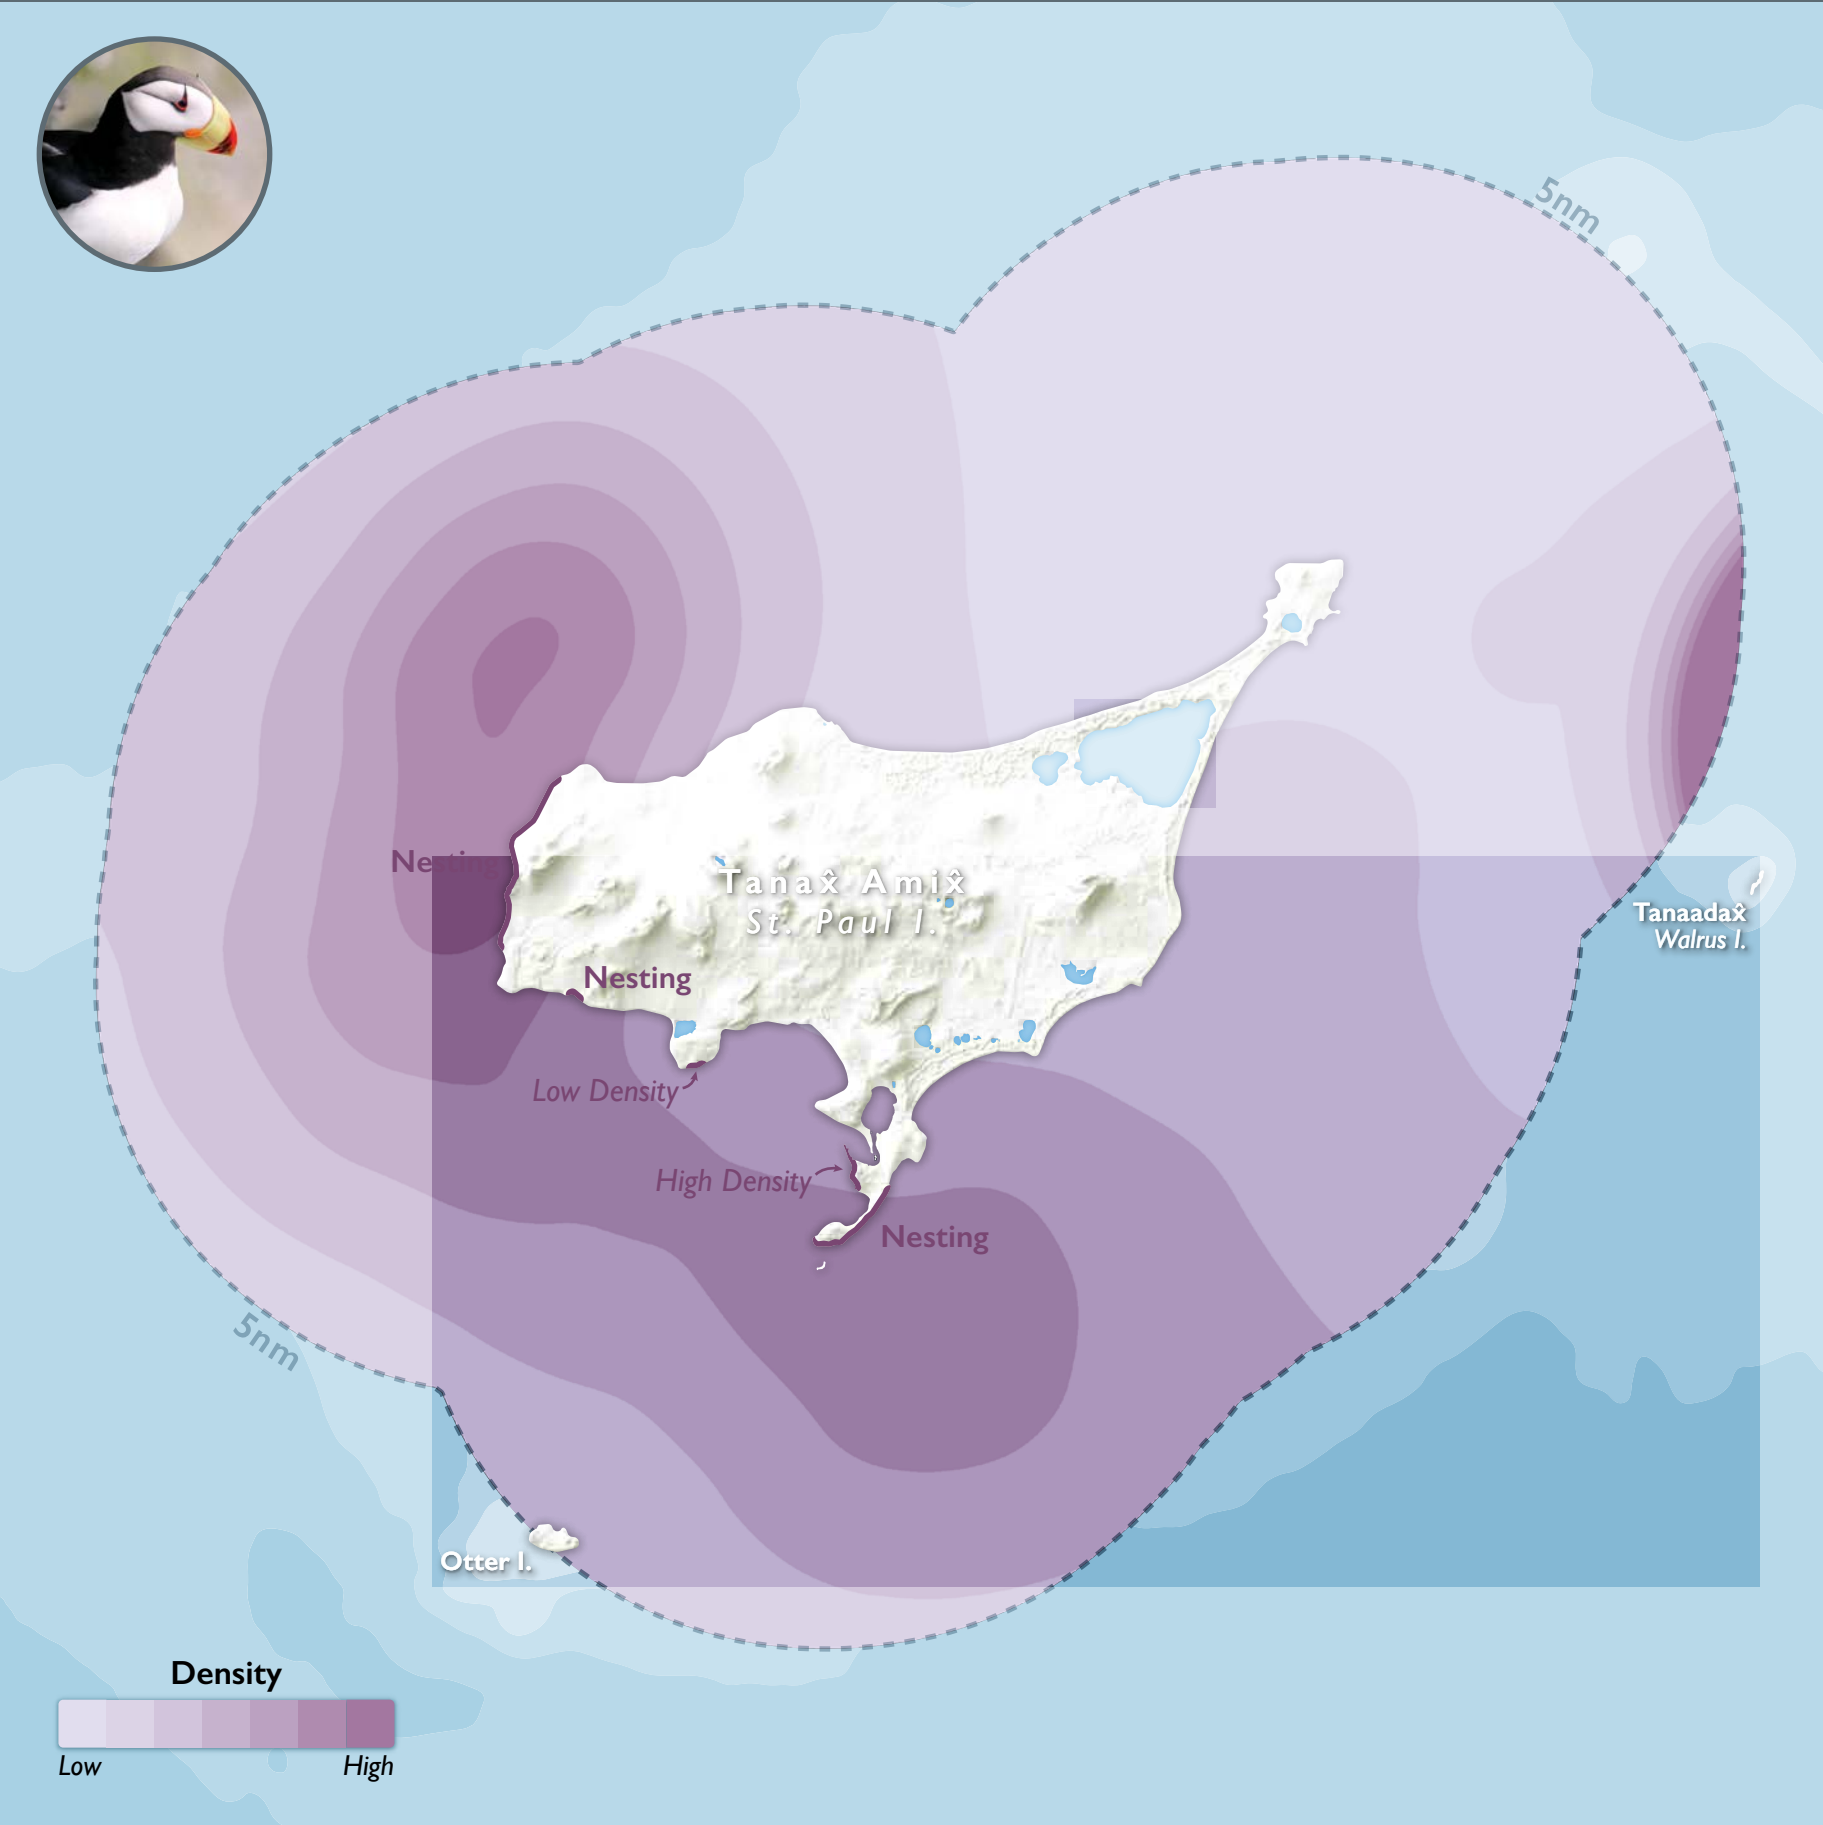 5nm
Nesting
Tanax̂ Amix̂
St. Paul I.
Tanaadax̂
Walrus I.
Nesting
Low Density
High Density
Nesting
5nm
Otter I.
Density
Low
High